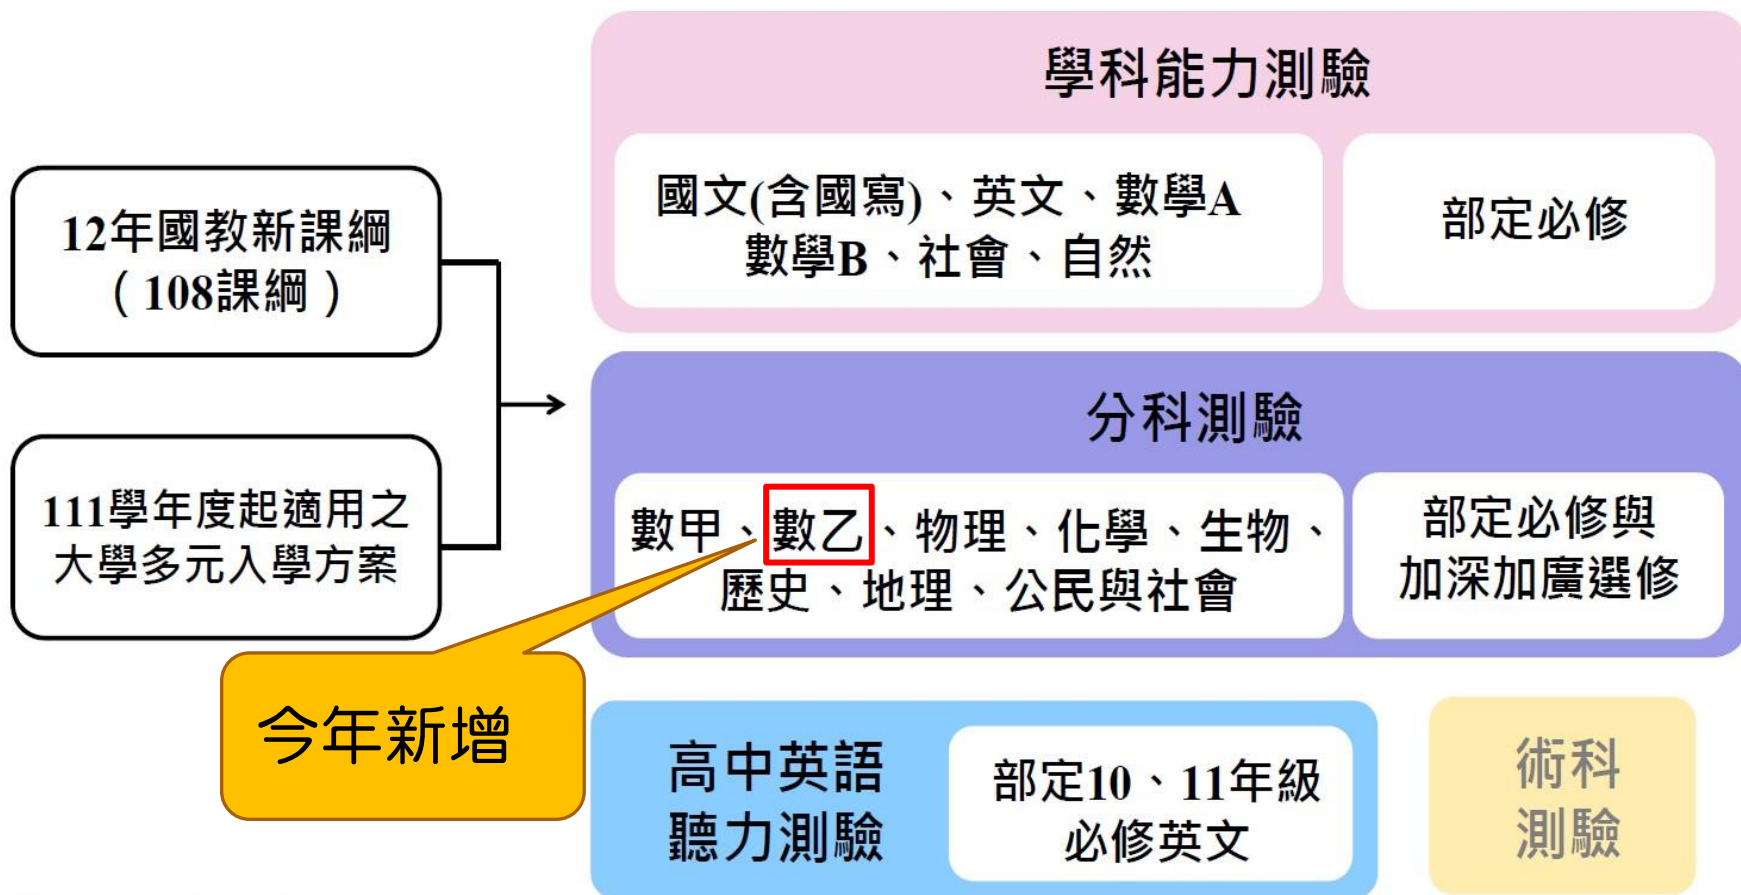 12年國教新課綱
(108課綱)
111學年度起適用之
大學多元入學方案
學科能力測驗
國文(含國寫)、英文、數學A
數學B、社會、自然
部定必修
分科測驗
數甲、數乙、物理、化學、生物、
歷史、地理、公民與社會
部定必修與
加深加廣選修
今年新增
高中英語
聽力測驗
部定10、11年級
必修英文
術科
測驗